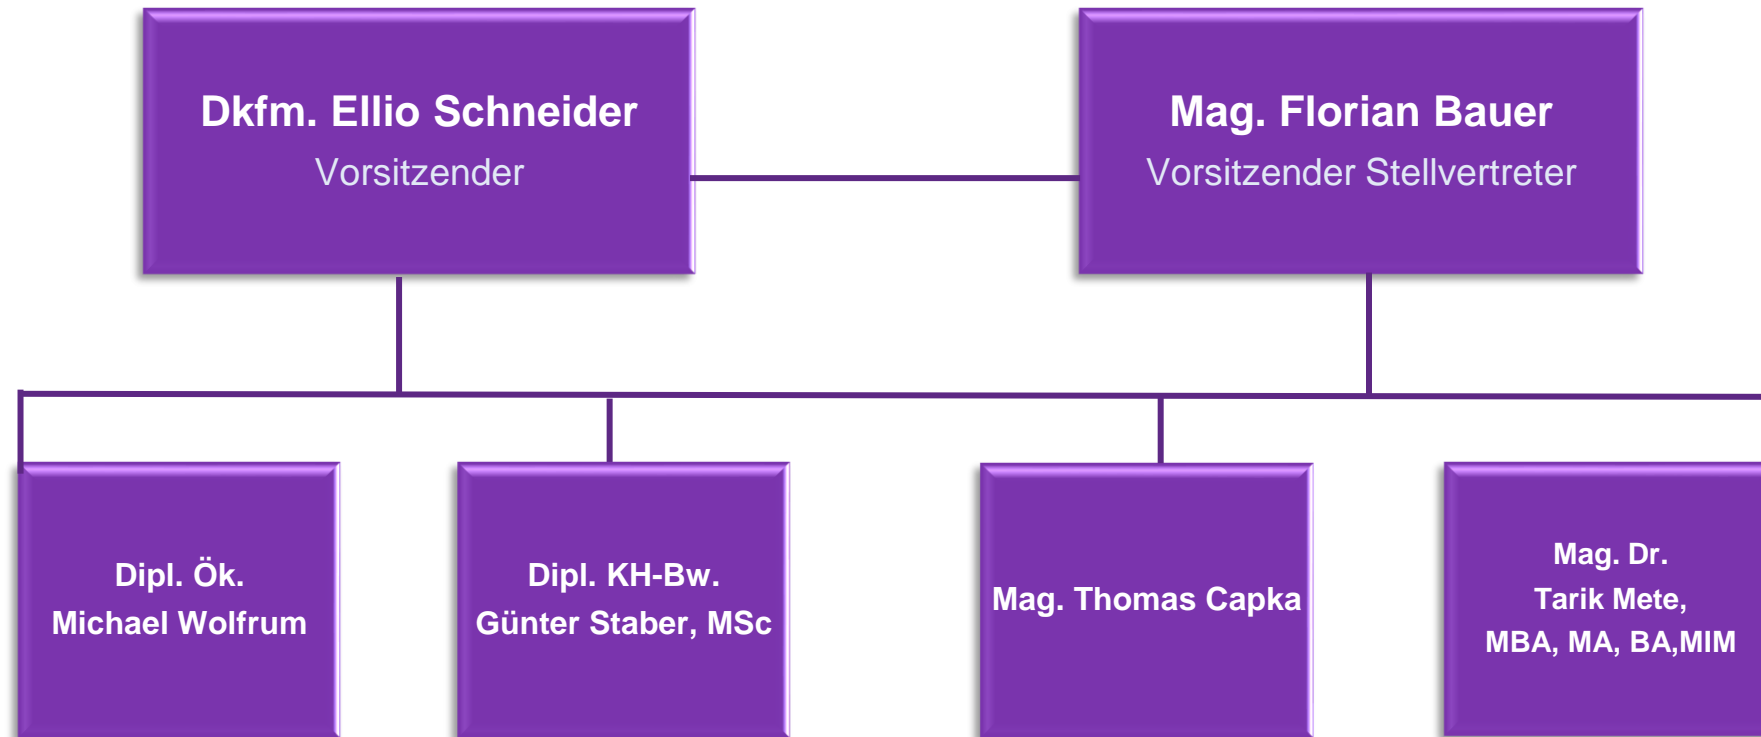 Dkfm. Ellio Schneider
Vorsitzender
Mag. Florian Bauer
Vorsitzender Stellvertreter
Dipl. Ök.
Michael Wolfrum
Dipl. KH-Bw.
Günter Staber, MSc
Mag. Thomas Capka
Mag. Dr.
Tarik Mete,
MBA, MA, BA,MIM